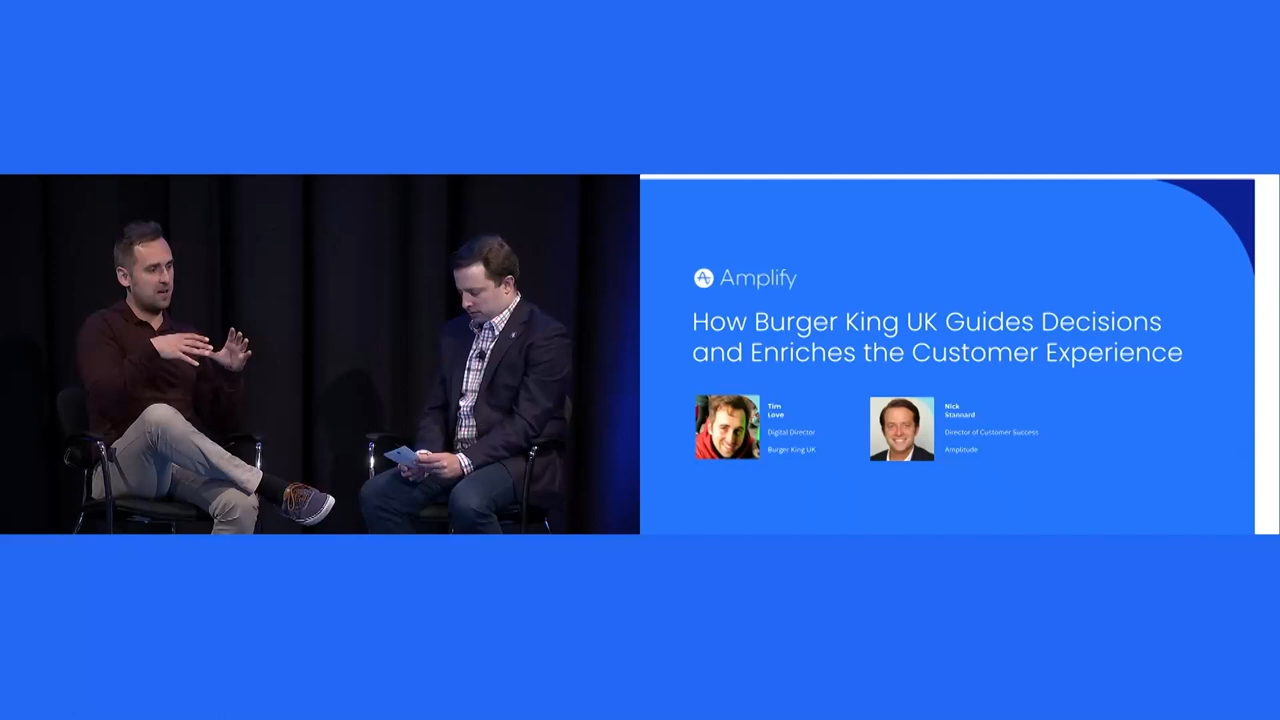 Amplify
How Burger King UK Guides Decisions
and Enriches the Customer Experience
Tim
Love
Digital Director
Burger King UK
Nick
Stannard
Director of Customer Success
Amplitude